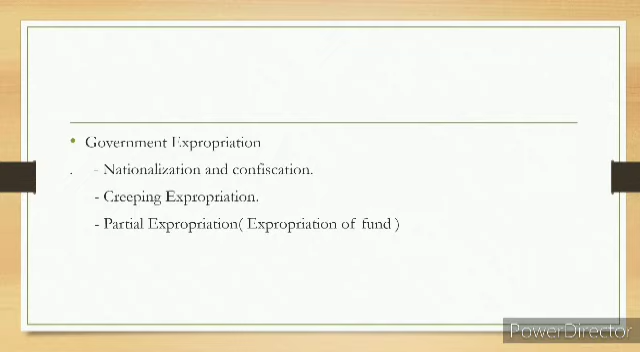 • Government Expropriation
. - Nationalization and confiscation.
- Creeping Expropriation.
- Partial Expropriation( Expropriation of fund )
PowerDirector